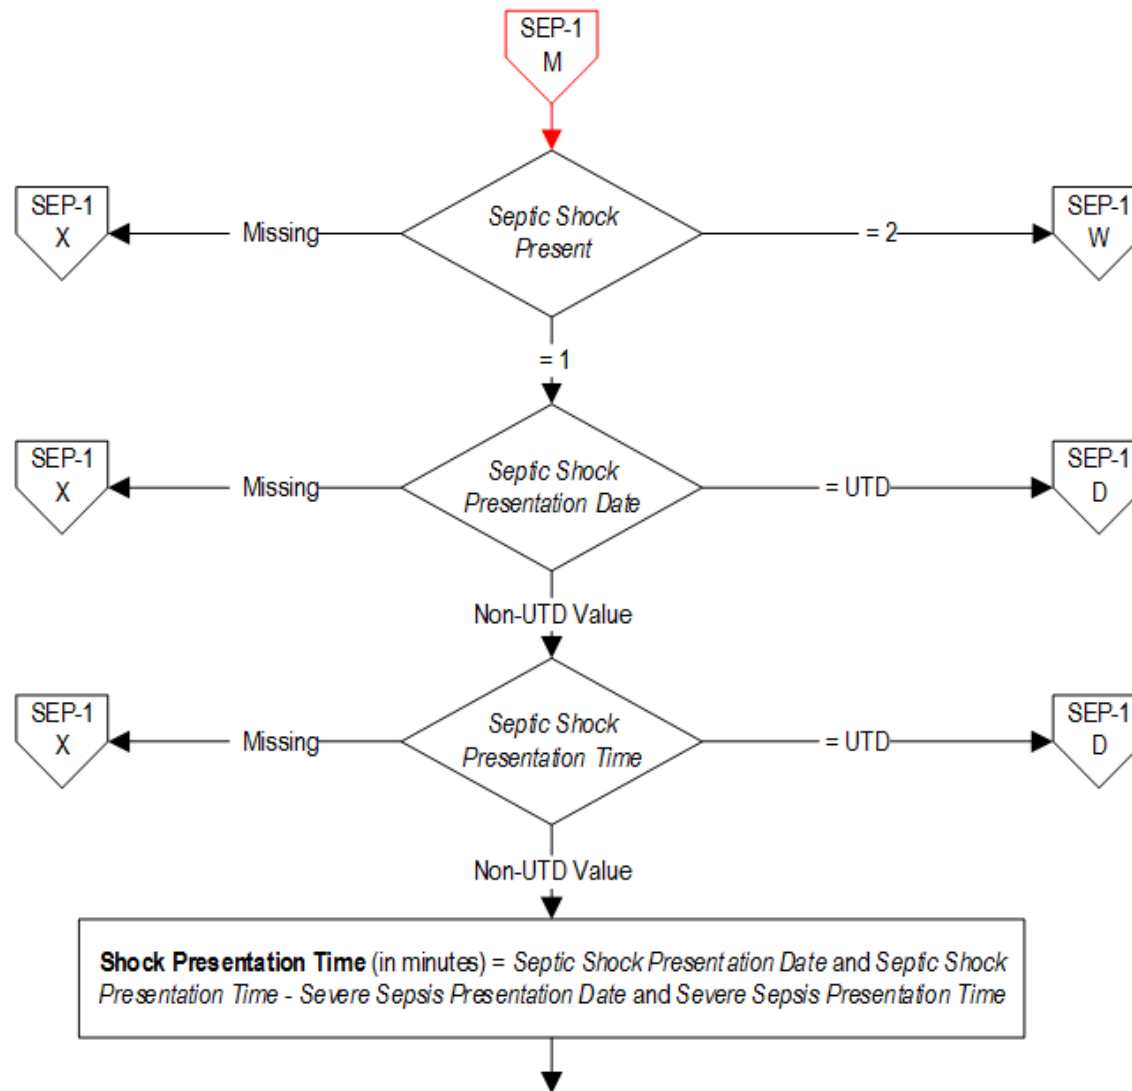 SEP-1
M
SEP-1
X
Missing
Septic Shock
Present
= 2
SEP-1
W
= 1
SEP-1
X
Missing
Septic Shock
Presentation Date
= UTD
SEP-1
D
Non-UTD Value
SEP-1
X
Missing
Septic Shock
Presentation Time
= UTD
SEP-1
D
Non-UTD Value
Shock Presentation Time (in minutes) = Septic Shock Presentation Date and Septic Shock
Presentation Time - Severe Sepsis Presentation Date and Severe Sepsis Presentation Time